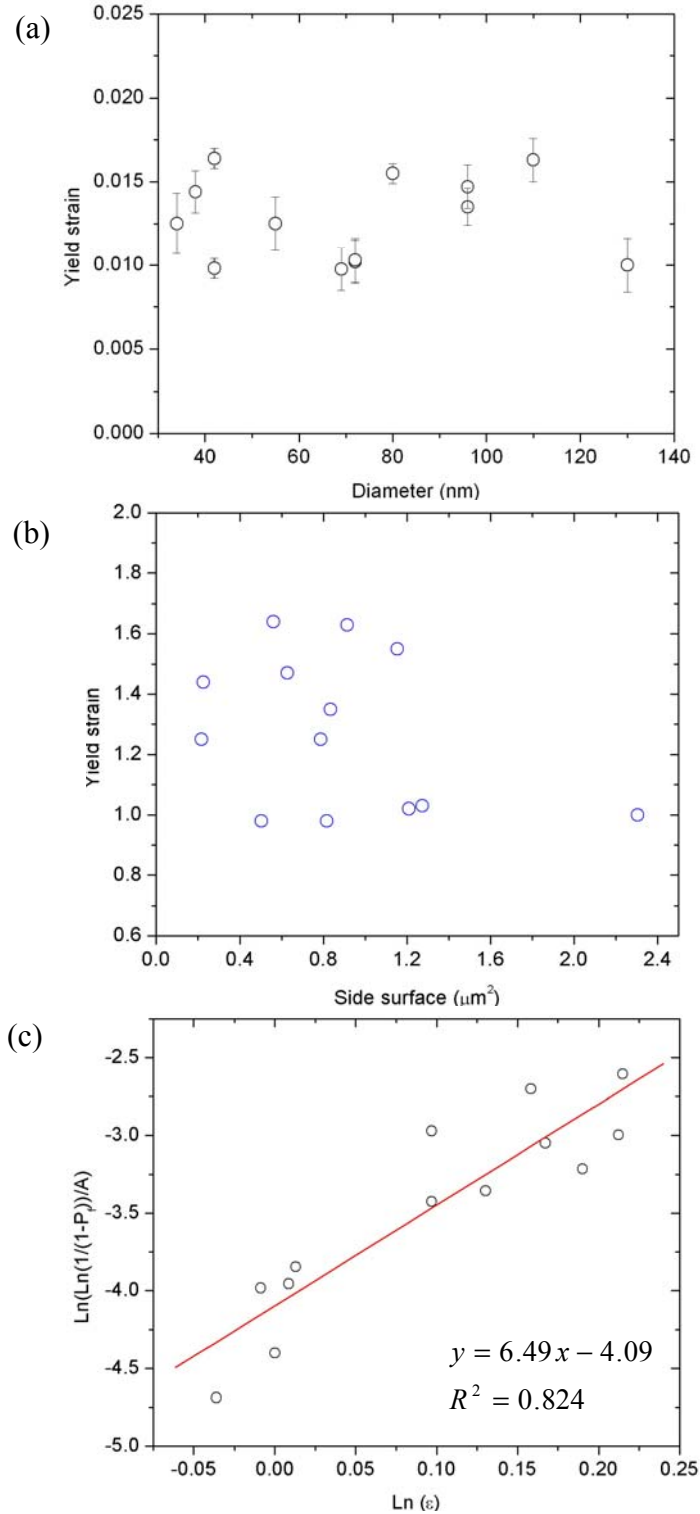 (a)
0.025
0.020
0.015
0.010
0.005
0.000
Yield strain
40 60 80 100 120 140
Diameter (nm)
(b)
2.0
1.8
1.6
1.4
1.2
1.0
0.8
0.6
Yield strain
0.0 0.4 0.8 1.2 1.6 2.0 2.4
Side surface (μm²)
(c)
-2.5
-3.0
-3.5
-4.0
-4.5
-5.0
Ln(Ln(1/(1-Pf))/A)
y = 6.49x − 4.09
R² = 0.824
-0.05 0.00 0.05 0.10 0.15 0.20 0.25
Ln (ε)